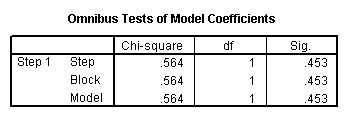 Omnibus Tests of Model Coefficients
Chi-square df Sig.
Step 1 Step .564 1 .453
Block .564 1 .453
Model .564 1 .453